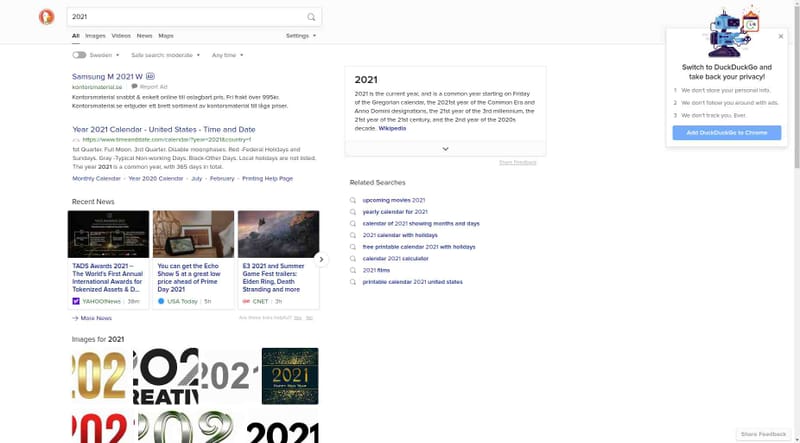 2021
All Images Videos News Maps
Settings
Sweden
Safe search: moderate
Any time
Samsung M 2021 W AD
kontorsmaterial.se Report Ad
Kontorsmaterial snabbt & enkelt online till oslagbart pris. Fri frakt över 995kr.
Kontorsmaterial.se erbjuder ett brett sortiment av kontorsmaterial till låga priser.
Year 2021 Calendar - United States - Time and Date
https://www.timeanddate.com/calendar/?year=2021&country=1
1st Quarter. Full Moon. 3rd Quarter. Disable moonphases. Red -Federal Holidays and
Sundays. Gray -Typical Non-working Days. Black-Other Days. Local holidays are not listed.
The year 2021 is a common year, with 365 days in total.
Monthly Calendar Year 2020 Calendar July February Printing Help Page
Recent News
TADS Awards 2021 –
The World's First Annual
International Awards for
Tokenized Assets & D...
YAHOO!News 39m
You can get the Echo
Show 5 at a great low
price ahead of Prime
Day 2021
USA Today 5h
E3 2021 and Summer
Game Fest trailers:
Elden Ring, Death
Stranding and more
CNET 3h
More News
Are these links helpful? Yes No
Images for 2021
202
202
CREATIV
2021
2021
HAPPY NEW YEAR
202
202
2021
2021
2021 is the current year, and is a common year starting on Friday
of the Gregorian calendar, the 2021st year of the Common Era and
Anno Domini designations, the 21st year of the 3rd millennium, the
21st year of the 21st century, and the 2nd year of the 2020s
decade. Wikipedia
Share Feedback
Related Searches
upcoming movies 2021
yearly calendar for 2021
calendar of 2021 showing months and days
2021 calendar with holidays
free printable calendar 2021 with holidays
calendar 2021 calculator
2021 films
printable calendar 2021 united states
Switch to DuckDuckGo and
take back your privacy!
1 We don't store your personal info.
2 We don't follow you around with ads.
3 We don't track you. Ever.
Add DuckDuckGo to Chrome
Share Feedback